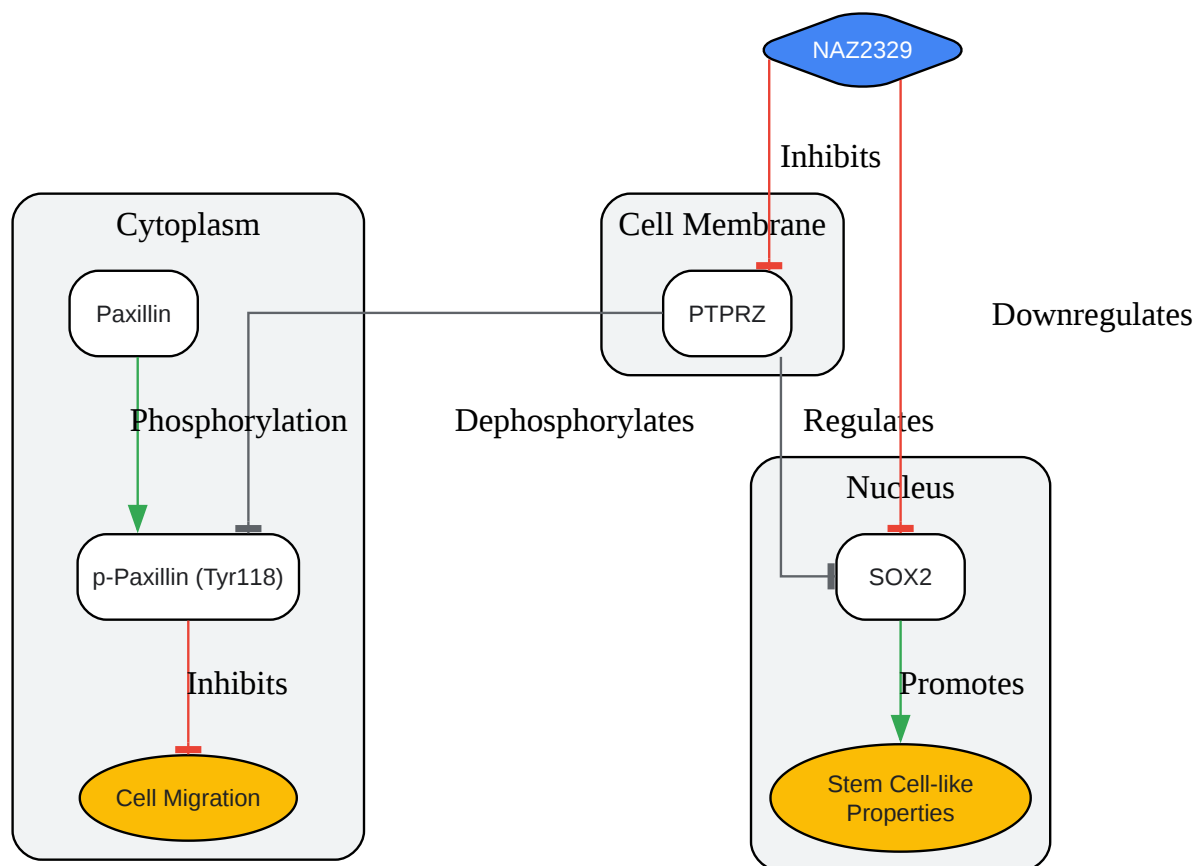 NAZ2329
Inhibits
Cytoplasm
Cell Membrane
Paxillin
PTPRZ
Downregulates
Phosphorylation
Dephosphorylates
Regulates
Nucleus
p-Paxillin (Tyr118)
SOX2
Inhibits
Promotes
Cell Migration
Stem Cell-like
Properties